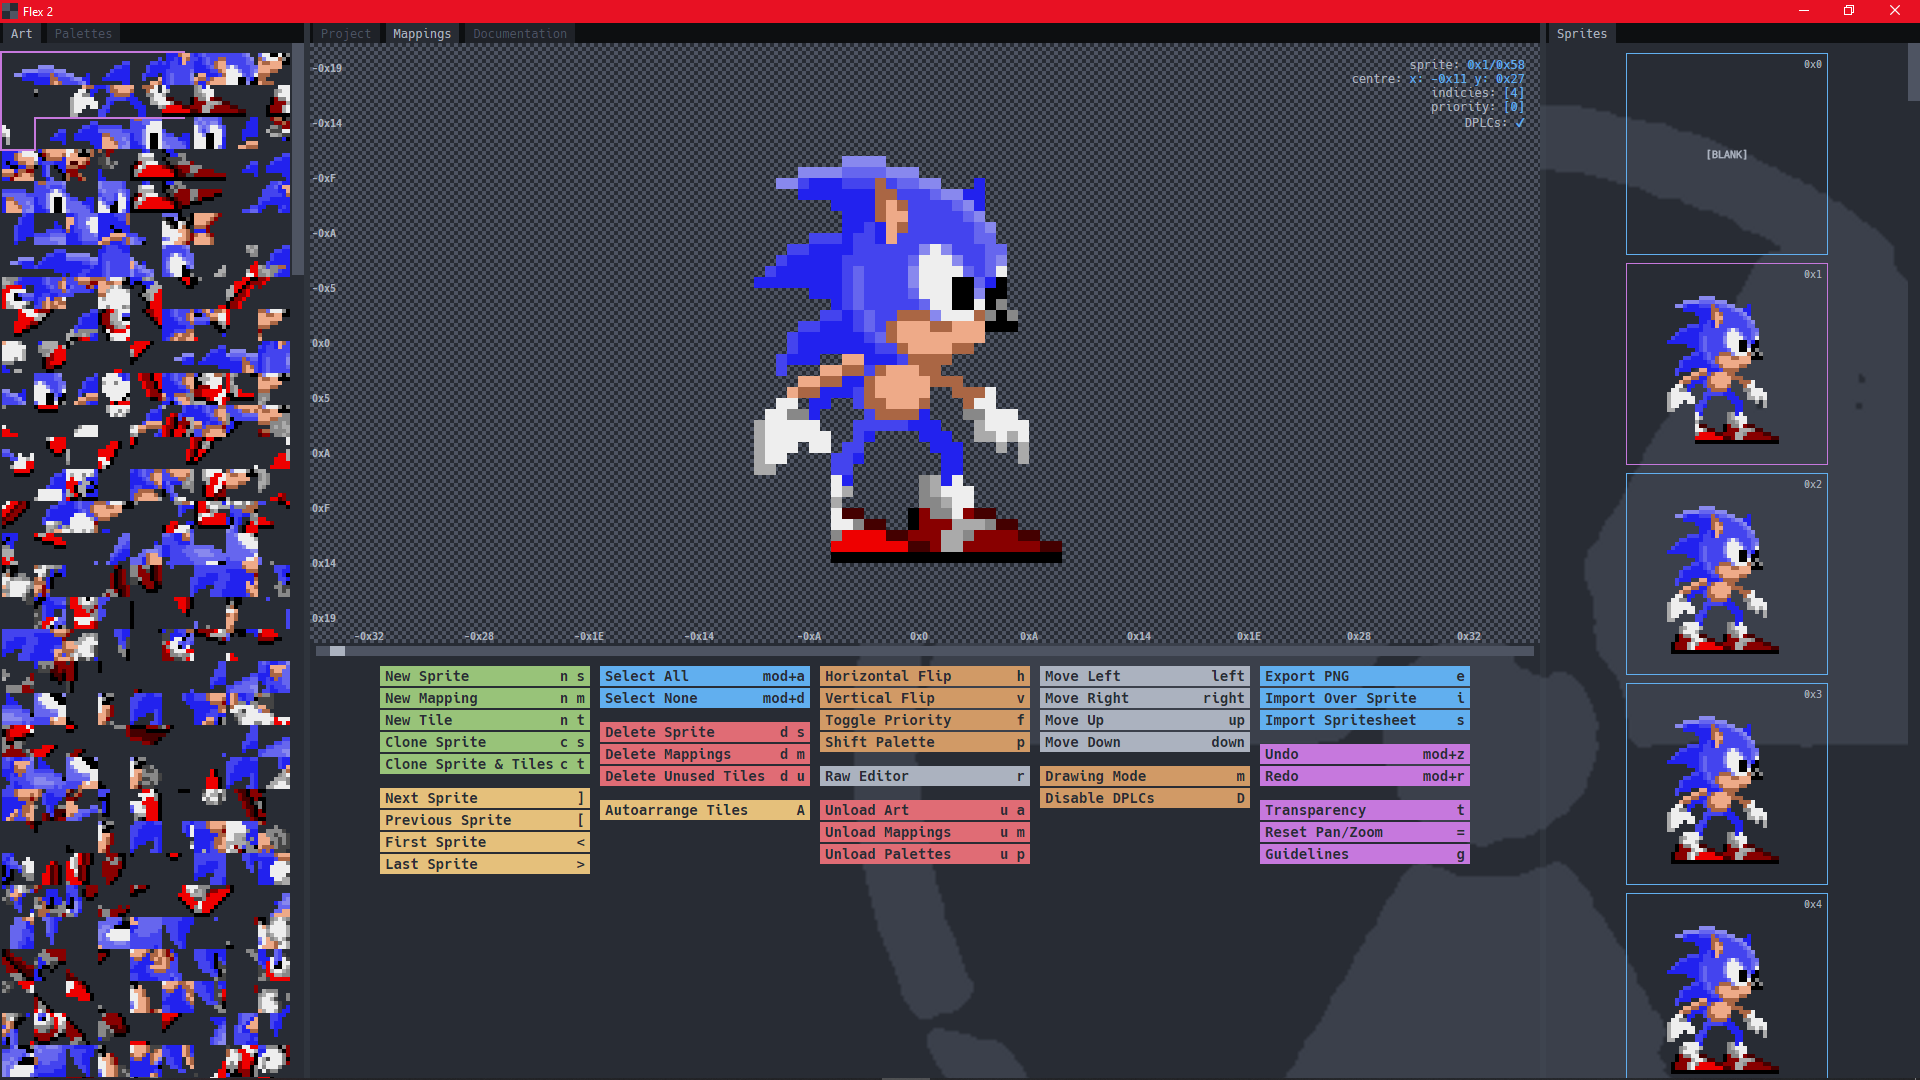 Flex 2
Art Palettes
Project Mappings Documentation
Sprites
-0x19
-0x14
-0xF
-0xA
-0x5
0x0
0x5
0xA
0xF
0x14
0x19
-0x32 -0x28 -0x1E -0x14 -0xA 0x0 0xA 0x14 0x1E 0x28 0x32
sprite: 0x1/0x58
centre: x: -0x11 y: 0x27
indicies: [4]
priority: [0]
DPLCs: ✓
New Sprite n s
New Mapping n m
New Tile n t
Clone Sprite c s
Clone Sprite & Tiles c t
Next Sprite ]
Previous Sprite [
First Sprite <
Last Sprite >
Select All mod+a
Select None mod+d
Delete Sprite d s
Delete Mappings d m
Delete Unused Tiles d u
Autoarrange Tiles A
Horizontal Flip h
Vertical Flip v
Toggle Priority f
Shift Palette p
Raw Editor r
Unload Art u a
Unload Mappings u m
Unload Palettes u p
Move Left left
Move Right right
Move Up up
Move Down down
Drawing Mode m
Disable DPLCs D
Export PNG e
Import Over Sprite i
Import Spritesheet s
Undo mod+z
Redo mod+r
Transparency t
Reset Pan/Zoom =
Guidelines g
0x0
[BLANK]
0x1
0x2
0x3
0x4